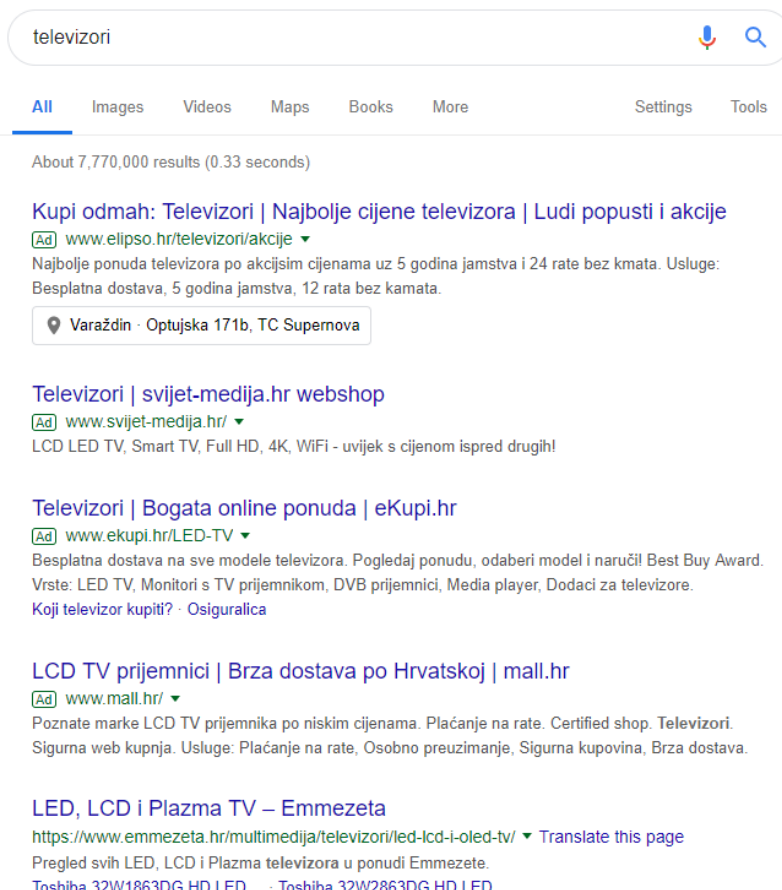 televizori
All Images Videos Maps Books More Settings Tools
About 7,770,000 results (0.33 seconds)
Kupi odmah: Televizori | Najbolje cijene televizora | Ludi popusti i akcije
Ad www.elipso.hr/televizori/akcije
Najbolje ponuda televizora po akcijsim cijenama uz 5 godina jamstva i 24 rate bez kmata. Usluge:
Besplatna dostava, 5 godina jamstva, 12 rata bez kamata.
Varaždin · Optujska 171b, TC Supernova
Televizori | svijet-medija.hr webshop
Ad www.svijet-medija.hr/
LCD LED TV, Smart TV, Full HD, 4K, WiFi - uvijek s cijenom ispred drugih!
Televizori | Bogata online ponuda | eKupi.hr
Ad www.ekupi.hr/LED-TV
Besplatna dostava na sve modele televizora. Pogledaj ponudu, odaberi model i naruči! Best Buy Award.
Vrste: LED TV, Monitori s TV prijemnikom, DVB prijemnici, Media player, Dodaci za televizore.
Koji televizor kupiti? · Osiguralica
LCD TV prijemnici | Brza dostava po Hrvatskoj | mall.hr
Ad www.mall.hr/
Poznate marke LCD TV prijemnika po niskim cijenama. Plaćanje na rate. Certified shop. Televizori.
Sigurna web kupnja. Usluge: Plaćanje na rate, Osobno preuzimanje, Sigurna kupovina, Brza dostava.
LED, LCD i Plazma TV – Emmezeta
https://www.emmezeta.hr/multimedija/televizori/led-lcd-i-oled-tv/ Translate this page
Pregled svih LED, LCD i Plazma televizora u ponudi Emmezete.
Toshiba 32W1863DG HD LED ... · Toshiba 32W2863DG HD LED